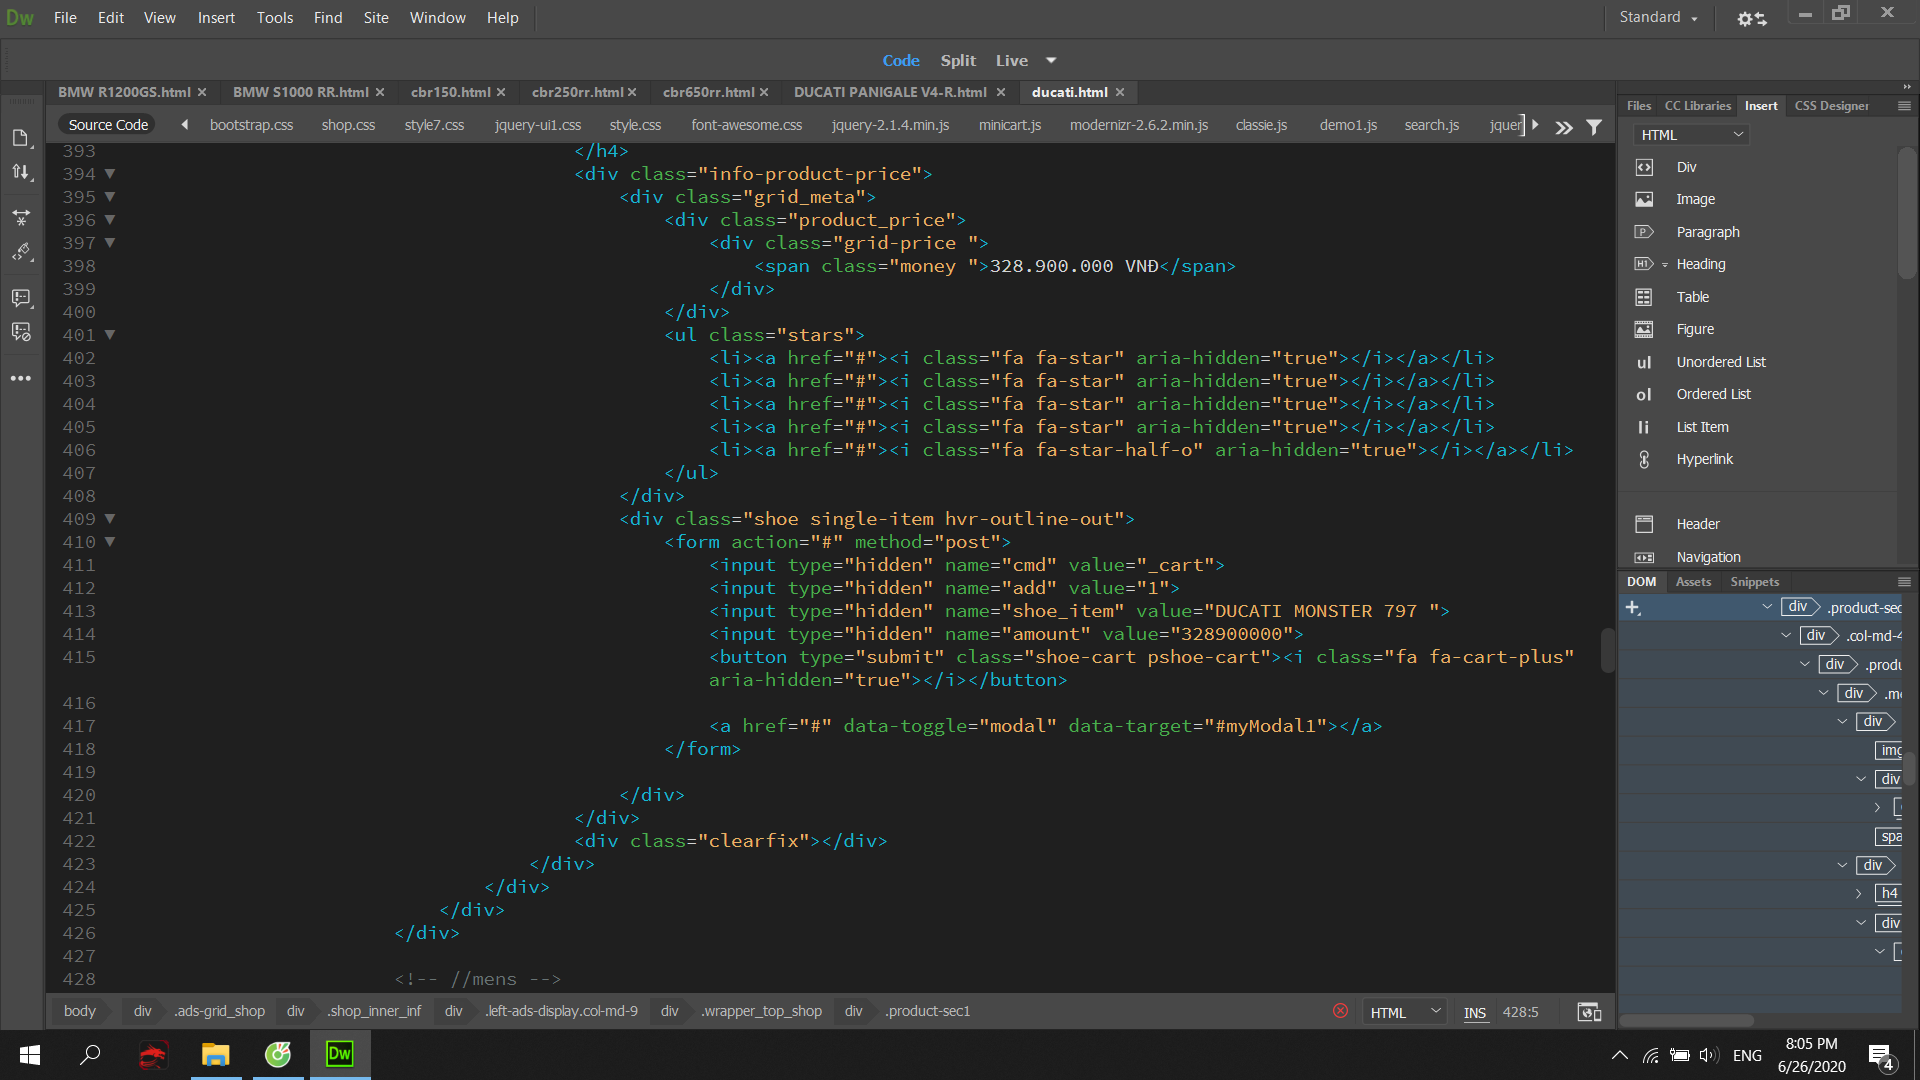 Dw File Edit View Insert Tools Find Site Window Help Standard
Code Split Live
BMW R1200GS.html BMW S1000 RR.html cbr150.html cbr250rr.html cbr650rr.html DUCATI PANIGALE V4-R.html ducati.html
Source Code bootstrap.css shop.css style7.css jquery-ui1.css style.css font-awesome.css jquery-2.1.4.min.js minicart.js modernizr-2.6.2.min.js classie.js demo1.js search.js jquer
393 </h4>
394 <div class="info-product-price">
395 <div class="grid_meta">
396 <div class="product_price">
397 <div class="grid-price ">
398 <span class="money ">328.900.000 VNĐ</span>
399 </div>
400 </div>
401 <ul class="stars">
402 <li><a href="#"><i class="fa fa-star" aria-hidden="true"></i></a></li>
403 <li><a href="#"><i class="fa fa-star" aria-hidden="true"></i></a></li>
404 <li><a href="#"><i class="fa fa-star" aria-hidden="true"></i></a></li>
405 <li><a href="#"><i class="fa fa-star" aria-hidden="true"></i></a></li>
406 <li><a href="#"><i class="fa fa-star-half-o" aria-hidden="true"></i></a></li>
407 </ul>
408 </div>
409 <div class="shoe single-item hvr-outline-out">
410 <form action="#" method="post">
411 <input type="hidden" name="cmd" value="_cart">
412 <input type="hidden" name="add" value="1">
413 <input type="hidden" name="shoe_item" value="DUCATI MONSTER 797 ">
414 <input type="hidden" name="amount" value="328900000">
415 <button type="submit" class="shoe-cart pshoe-cart"><i class="fa fa-cart-plus"
aria-hidden="true"></i></button>
416
417 <a href="#" data-toggle="modal" data-target="#myModal1"></a>
418 </form>
419
420 </div>
421 </div>
422 <div class="clearfix"></div>
423 </div>
424 </div>
425 </div>
426 </div>
427
428 <!-- //mens -->
body div .ads-grid_shop div .shop_inner_inf div .left-ads-display.col-md-9 div .wrapper_top_shop div .product-sec1 HTML INS 428:5
Files CC Libraries Insert CSS Designer
HTML
Div
Image
Paragraph
H1 Heading
Table
Figure
ul Unordered List
ol Ordered List
li List Item
Hyperlink
Header
Navigation
DOM Assets Snippets
div .product-sec
div .col-md-4
div .produ
div .me
div
img
div
spa
div
h4
div
Dw ENG 8:05 PM
6/26/2020 4